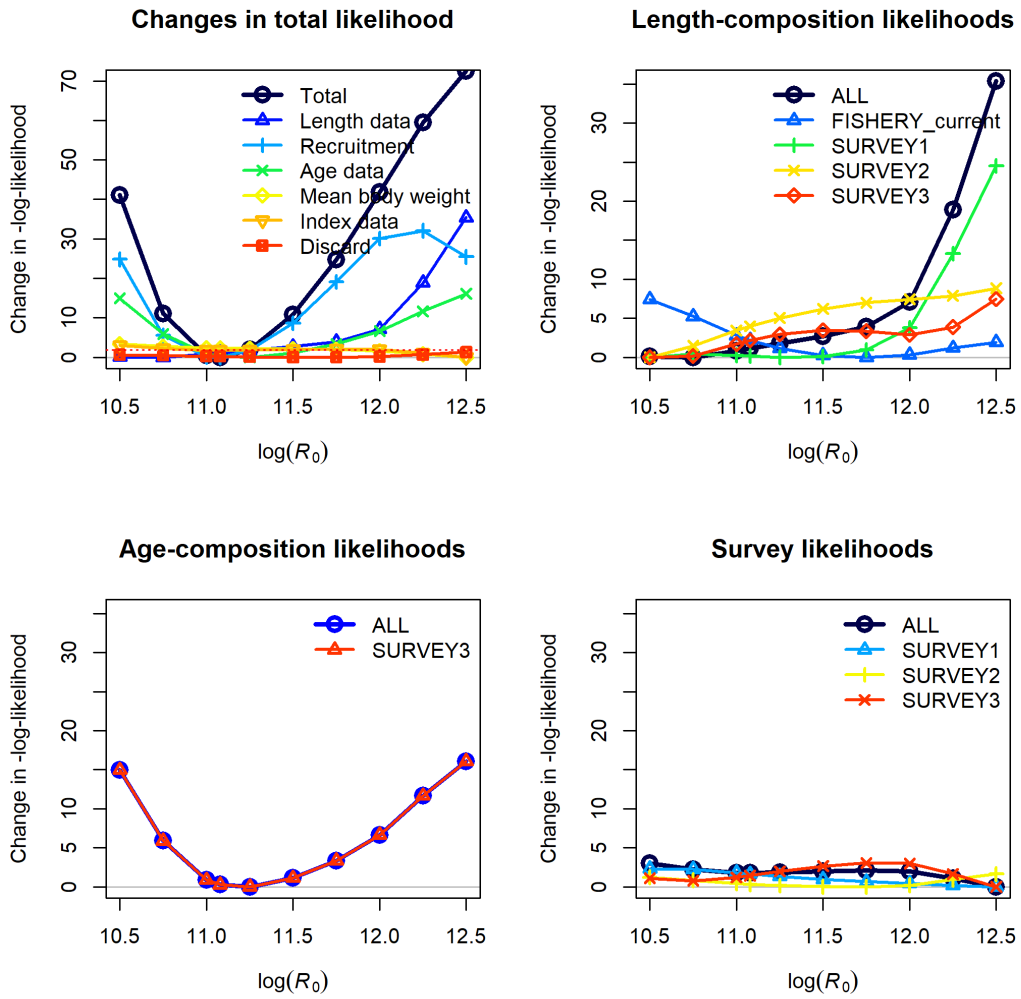 Changes in total likelihood
Change in -log-likelihood
0 10 30 50 70
Total
Length data
Recruitment
Age data
Mean body weight
Index data
Discard
10.5 11.0 11.5 12.0 12.5
log(R0)
Length-composition likelihoods
Change in -log-likelihood
0 5 10 20 30
ALL
FISHERY_current
SURVEY1
SURVEY2
SURVEY3
10.5 11.0 11.5 12.0 12.5
log(R0)
Age-composition likelihoods
Change in -log-likelihood
0 5 10 20 30
ALL
SURVEY3
10.5 11.0 11.5 12.0 12.5
log(R0)
Survey likelihoods
Change in -log-likelihood
0 5 10 20 30
ALL
SURVEY1
SURVEY2
SURVEY3
10.5 11.0 11.5 12.0 12.5
log(R0)